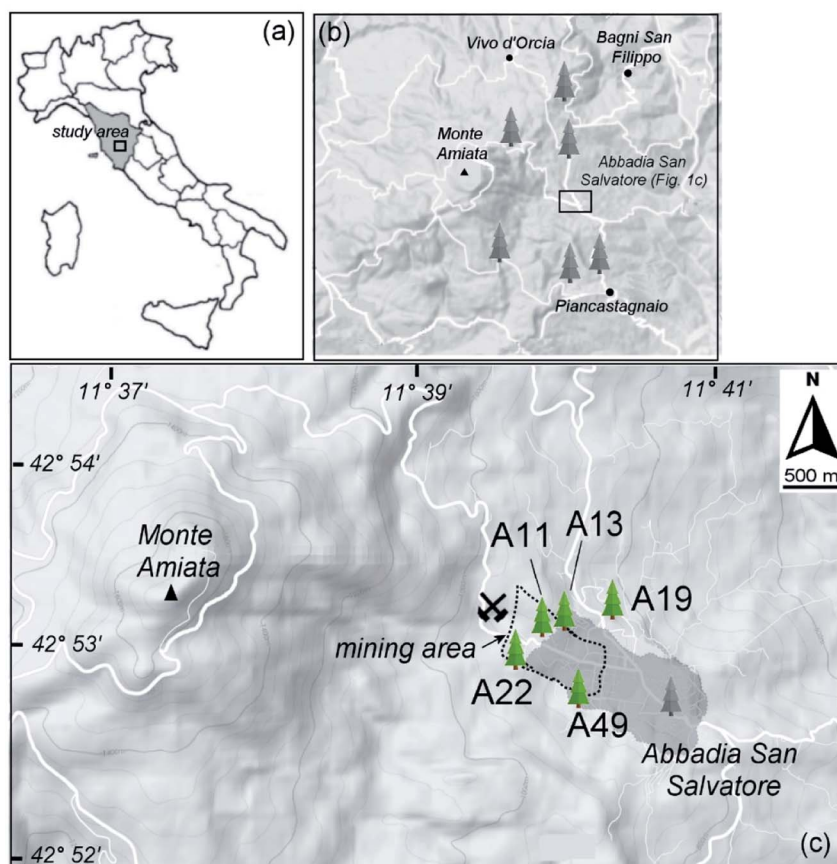 (a)
study area
(b)
Vivo d'Orcia
Bagni San
Filippo
Monte
Amiata
Abbadia San
Salvatore (Fig. 1c)
Piancastagnaio
11° 37'
11° 39'
11° 41'
N
500 m
42° 54'
Monte
Amiata
A11
A13
A19
42° 53'
mining area
A22
A49
Abbadia San
Salvatore
42° 52'
(c)